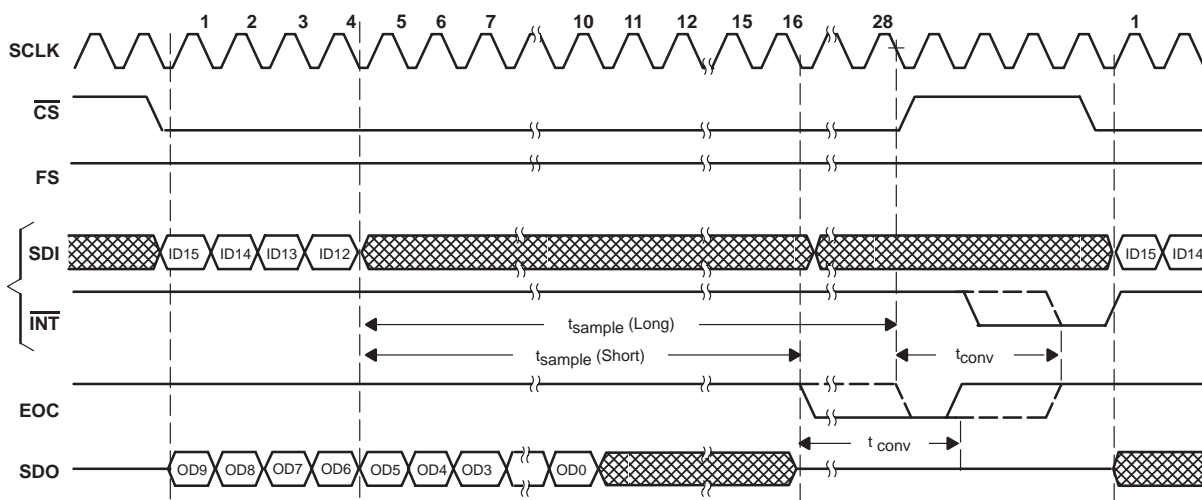 1 2 3 4 5 6 7 10 11 12 15 16 28 1
SCLK
CS
FS
SDI ID15 ID14 ID13 ID12 ID15 ID14
INT
tsample (Long)
tsample (Short) tconv
EOC
t conv
SDO OD9 OD8 OD7 OD6 OD5 OD4 OD3 OD0